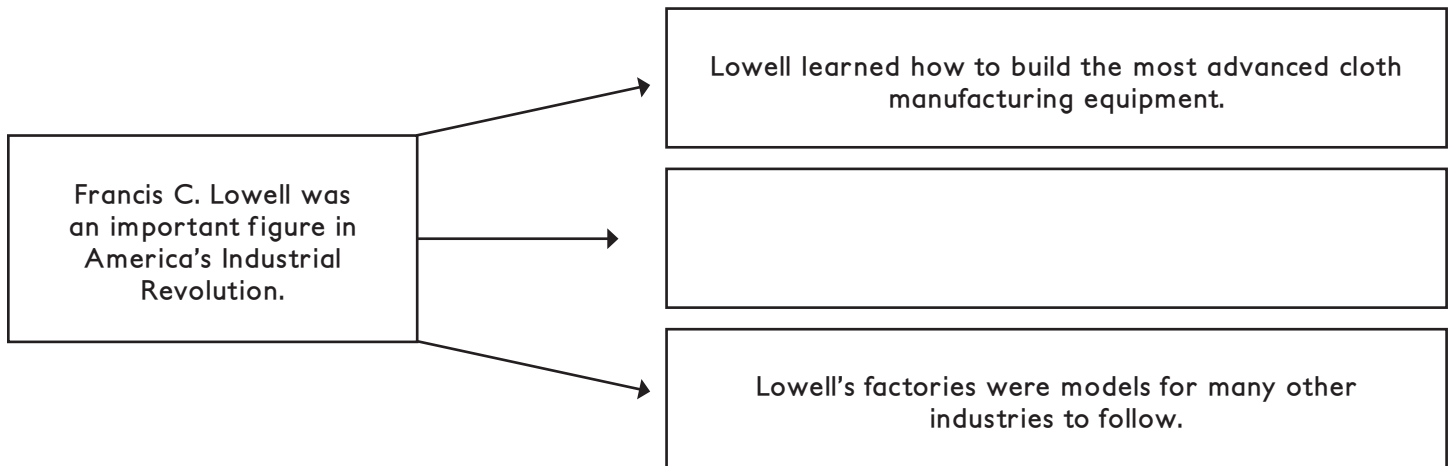 Lowell learned how to build the most advanced cloth
manufacturing equipment.
Francis C. Lowell was
an important figure in
America's Industrial
Revolution.
Lowell's factories were models for many other
industries to follow.